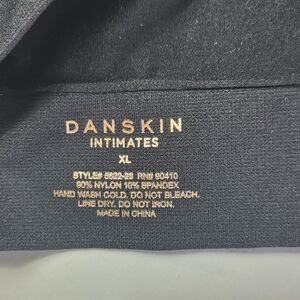 DANSKIN
INTIMATES
XL
STYLE# 5622-28 RN# 90410
90% NYLON 10% SPANDEX
HAND WASH COLD. DO NOT BLEACH.
LINE DRY. DO NOT IRON.
MADE IN CHINA